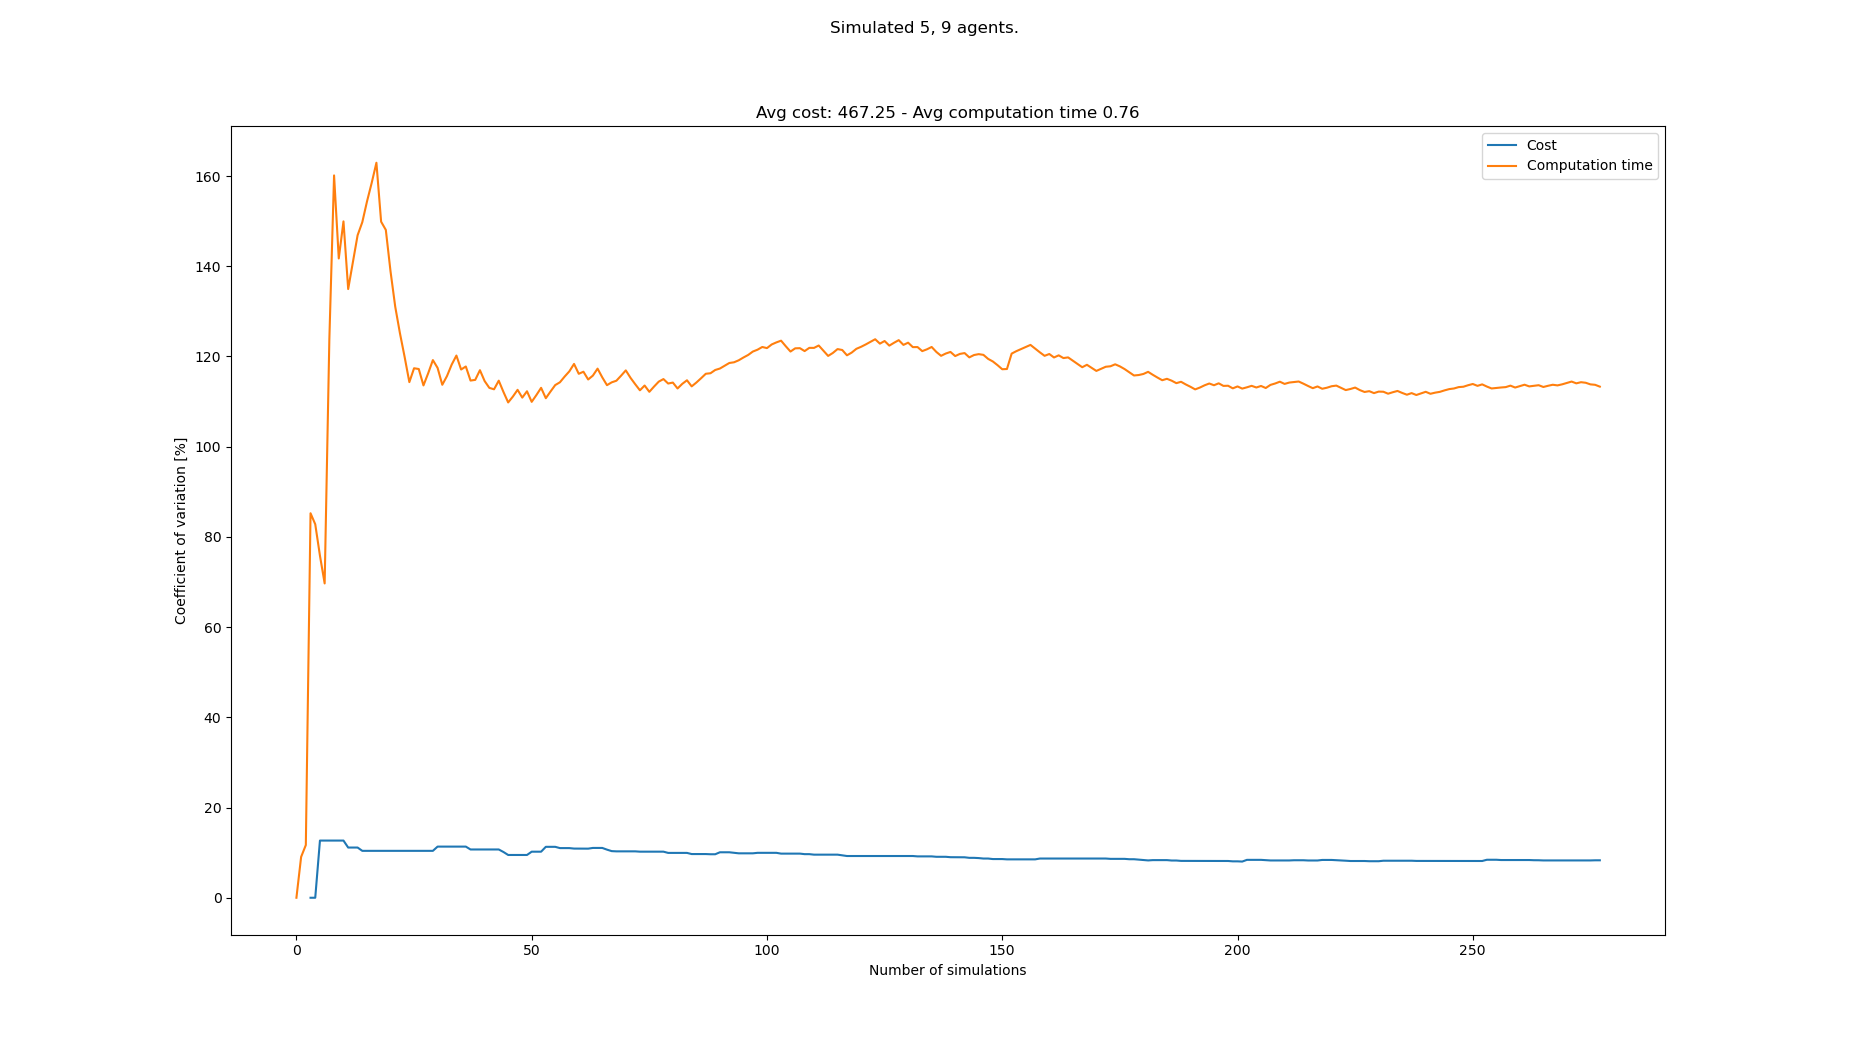 Simulated 5, 9 agents.
Avg cost: 467.25 - Avg computation time 0.76
Cost
Computation time
160
140
120
100
80
60
40
20
0
Coefficient of variation [%]
0 50 100 150 200 250
Number of simulations